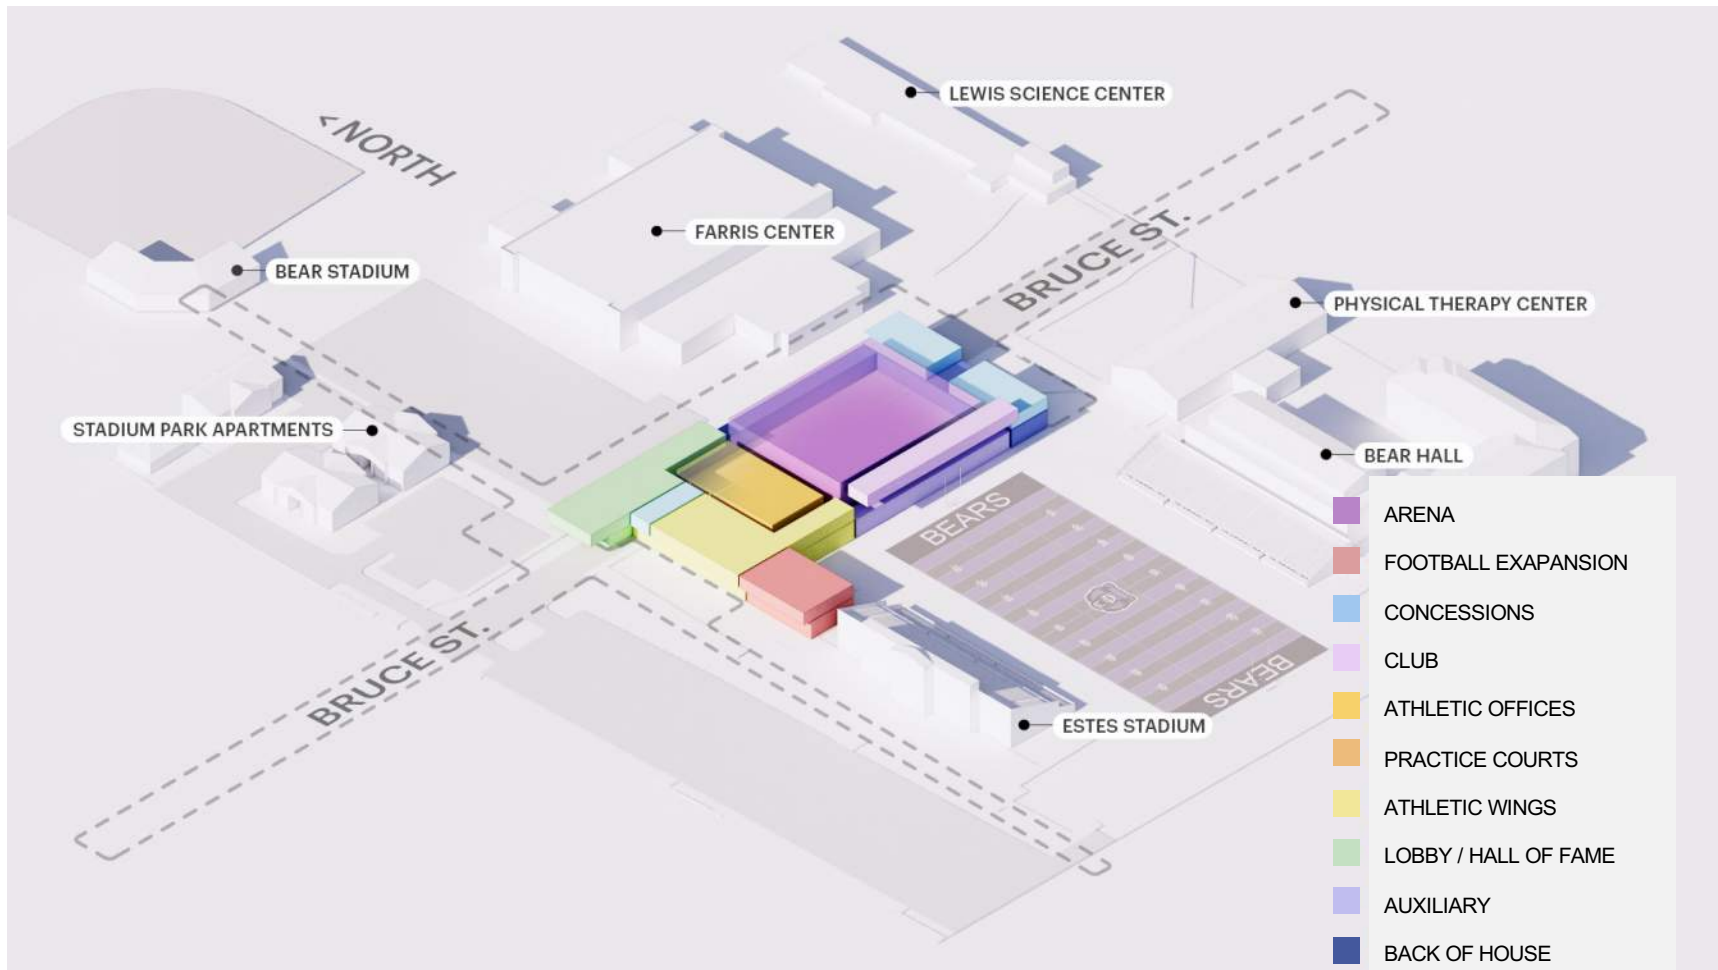 LEWIS SCIENCE CENTER
<NORTH
FARRIS CENTER
BRUCE ST.
BEAR STADIUM
PHYSICAL THERAPY CENTER
STADIUM PARK APARTMENTS
BEAR HALL
BEARS
BRUCE ST.
BEARS
ESTES STADIUM
ARENA
FOOTBALL EXAPANSION
CONCESSIONS
CLUB
ATHLETIC OFFICES
PRACTICE COURTS
ATHLETIC WINGS
LOBBY / HALL OF FAME
AUXILIARY
BACK OF HOUSE